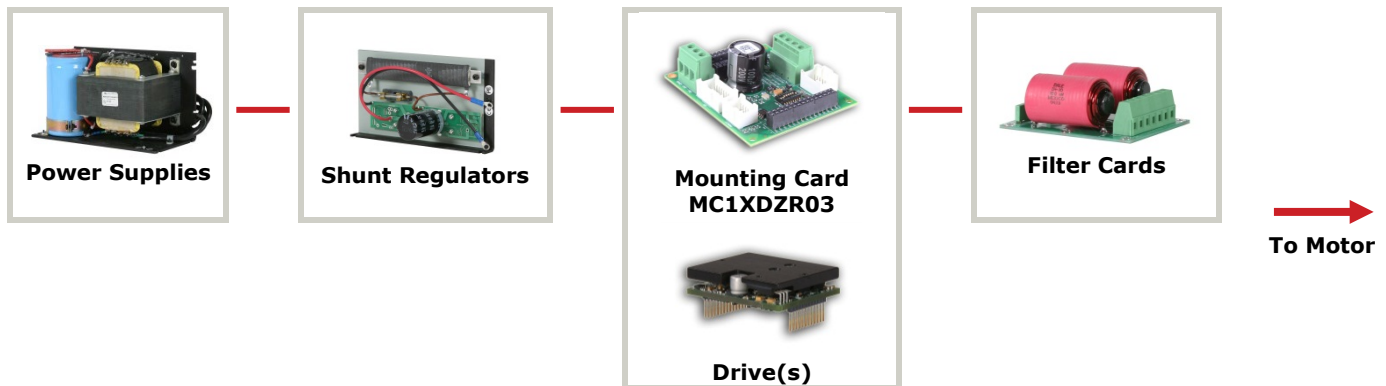 Power Supplies
Shunt Regulators
Mounting Card
MC1XDZR03
Drive(s)
Filter Cards
To Motor